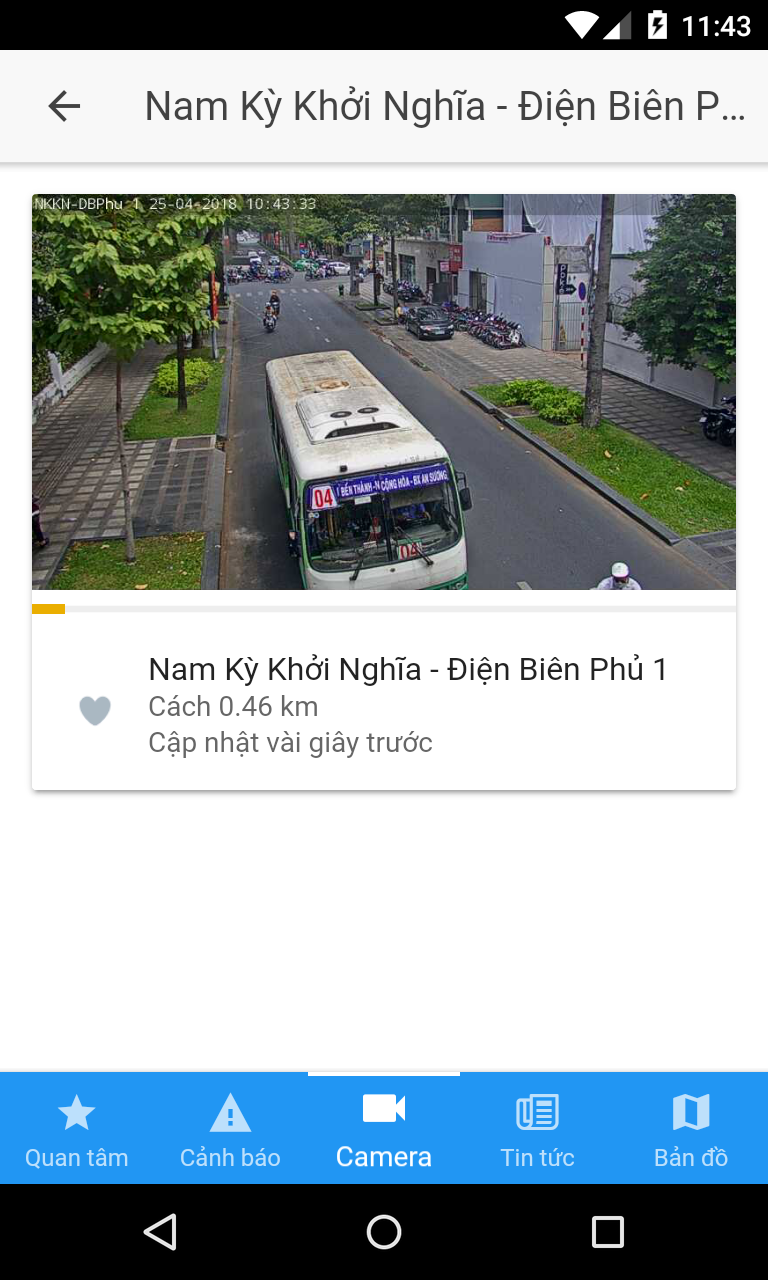 11:43
Nam Kỳ Khởi Nghĩa - Điện Biên P...
NKKN-DBPhu 1 25-04-2018 10:43:33
04
BẾN THÀNH-N CỘNG HÒA-BX AN SƯƠNG
04
Nam Kỳ Khởi Nghĩa - Điện Biên Phủ 1
Cách 0.46 km
Cập nhật vài giây trước
Quan tâm
Cảnh báo
Camera
Tin tức
Bản đồ